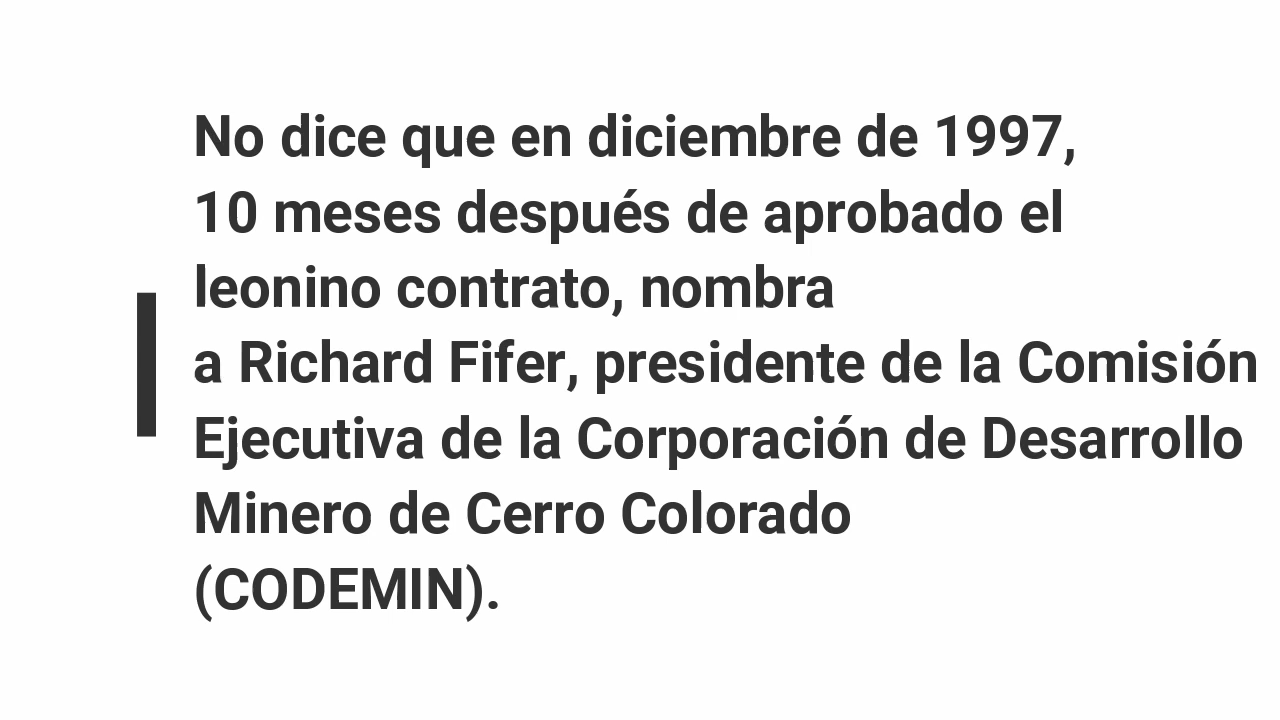 No dice que en diciembre de 1997,
10 meses después de aprobado el
leonino contrato, nombra
a Richard Fifer, presidente de la Comisión
Ejecutiva de la Corporación de Desarrollo
Minero de Cerro Colorado
(CODEMIN).